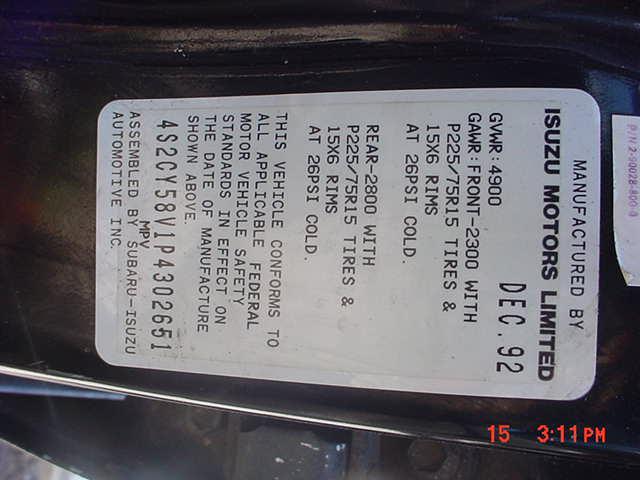 MANUFACTURED BY
ISUZU MOTORS LIMITED
DEC.92
GVWR:4900
GAWR:FRONT-2300 WITH
P225/75R15 TIRES &
15X6 RIMS
AT 26PSI COLD.
REAR-2800 WITH
P225/75R15 TIRES &
15X6 RIMS
AT 26PSI COLD.
THIS VEHICLE CONFORMS TO
ALL APPLICABLE FEDERAL
MOTOR VEHICLE SAFETY
STANDARDS IN EFFECT ON
THE DATE OF MANUFACTURE
SHOWN ABOVE.
4S2CY58V1P4302651
MPV
ASSEMBLED BY SUBARU-ISUZU
AUTOMOTIVE INC.
15 3:11PM